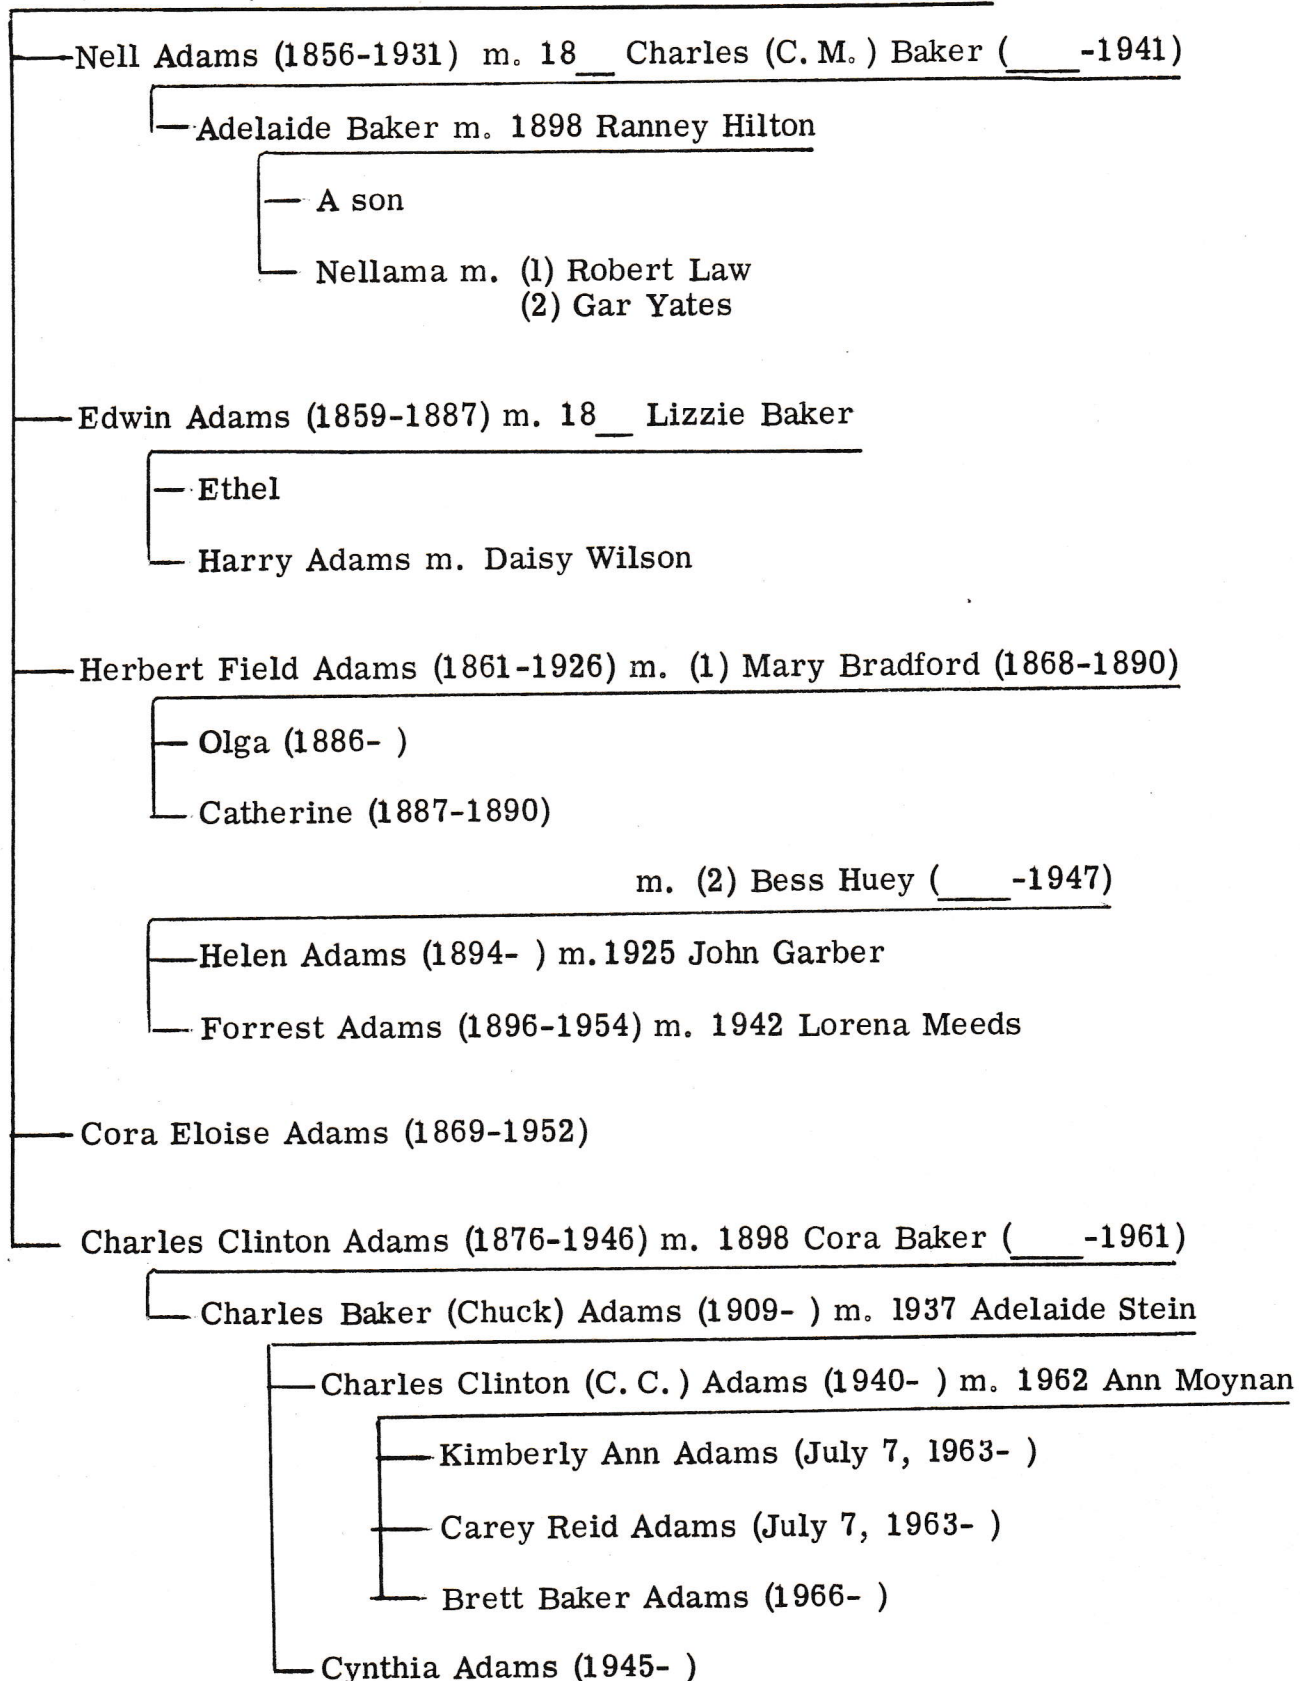 Nell Adams (1856-1931) m. 18__ Charles (C. M.) Baker (____-1941)
Adelaide Baker m. 1898 Ranney Hilton
A son
Nellama m. (1) Robert Law
(2) Gar Yates
Edwin Adams (1859-1887) m. 18__ Lizzie Baker
Ethel
Harry Adams m. Daisy Wilson
Herbert Field Adams (1861-1926) m. (1) Mary Bradford (1868-1890)
Olga (1886- )
Catherine (1887-1890)
m. (2) Bess Huey (____-1947)
Helen Adams (1894- ) m. 1925 John Garber
Forrest Adams (1896-1954) m. 1942 Lorena Meeds
Cora Eloise Adams (1869-1952)
Charles Clinton Adams (1876-1946) m. 1898 Cora Baker (____-1961)
Charles Baker (Chuck) Adams (1909- ) m. 1937 Adelaide Stein
Charles Clinton (C. C.) Adams (1940- ) m. 1962 Ann Moynan
Kimberly Ann Adams (July 7, 1963- )
Carey Reid Adams (July 7, 1963- )
Brett Baker Adams (1966- )
Cynthia Adams (1945- )